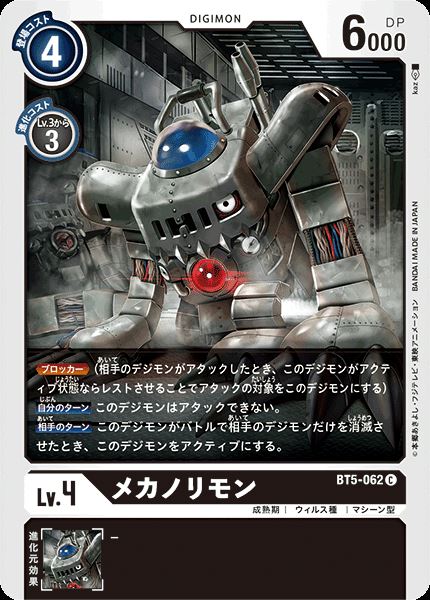 登場コスト
4
DIGIMON
6000
DP
進化コスト
Lv.3から
3
kaz
©本郷あきよし・フジテレビ・東映アニメーション BANDAI MADE IN JAPAN
ブロッカー (相手のデジモンがアタックしたとき、このデジモンがアクテ
ィブ状態ならレストさせることでアタックの対象をこのデジモンにする)
自分のターン このデジモンはアタックできない。
相手のターン このデジモンがバトルで相手のデジモンだけを消滅さ
せたとき、このデジモンをアクティブにする。
BT5-062 C
Lv.4
メカノリモン
成熟期 | ウィルス種 | マシーン型
進化元効果
-